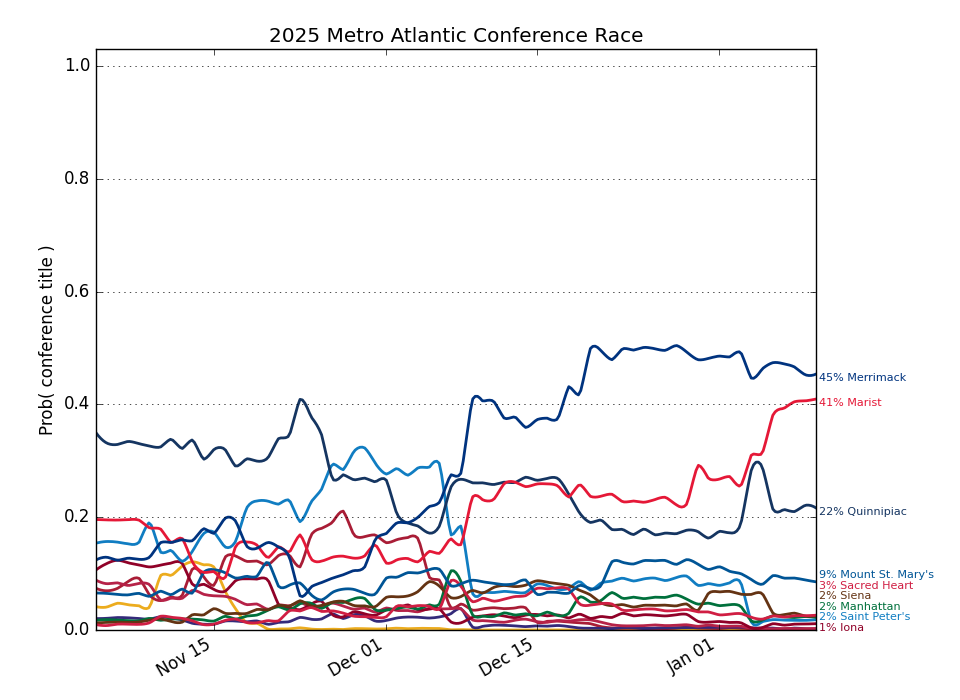 2025 Metro Atlantic Conference Race
Prob( conference title )
1.0
0.8
0.6
0.4
0.2
0.0
Nov 15
Dec 01
Dec 15
Jan 01
45% Merrimack
41% Marist
22% Quinnipiac
9% Mount St. Mary's
3% Sacred Heart
2% Siena
2% Manhattan
2% Saint Peter's
1% Iona